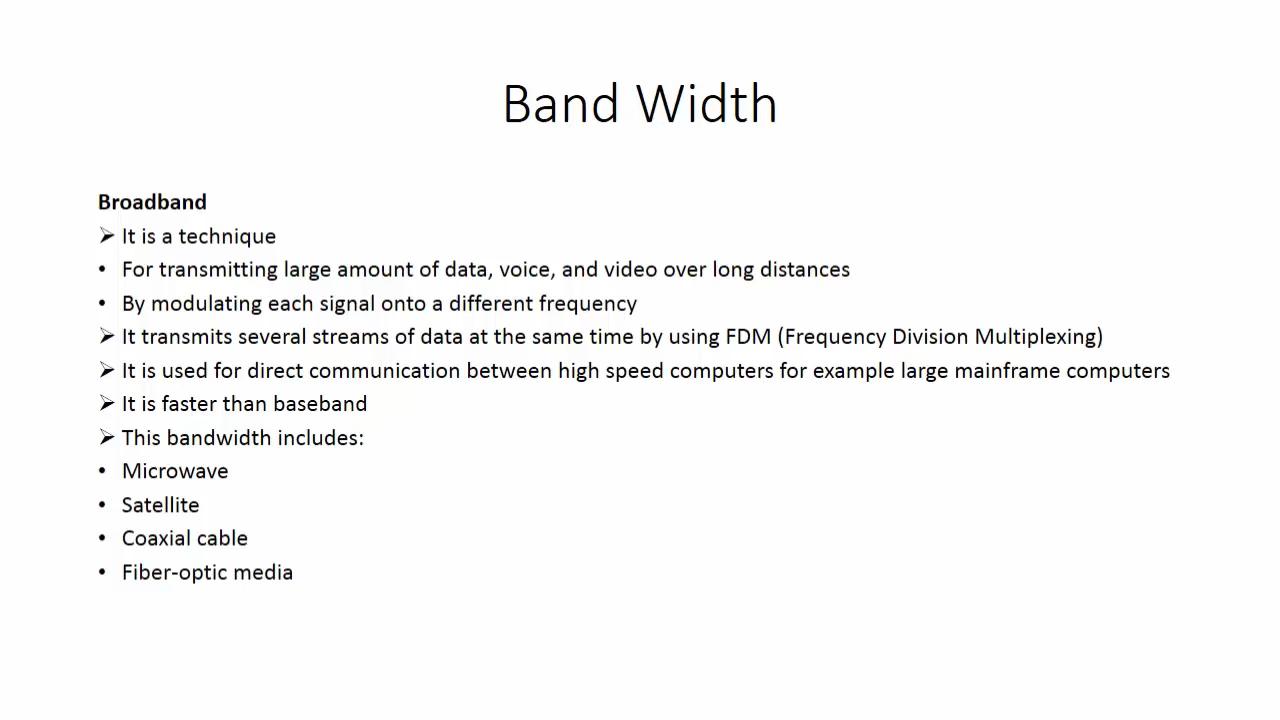 Band Width
Broadband
➢ It is a technique
• For transmitting large amount of data, voice, and video over long distances
• By modulating each signal onto a different frequency
➢ It transmits several streams of data at the same time by using FDM (Frequency Division Multiplexing)
➢ It is used for direct communication between high speed computers for example large mainframe computers
➢ It is faster than baseband
➢ This bandwidth includes:
• Microwave
• Satellite
• Coaxial cable
• Fiber-optic media